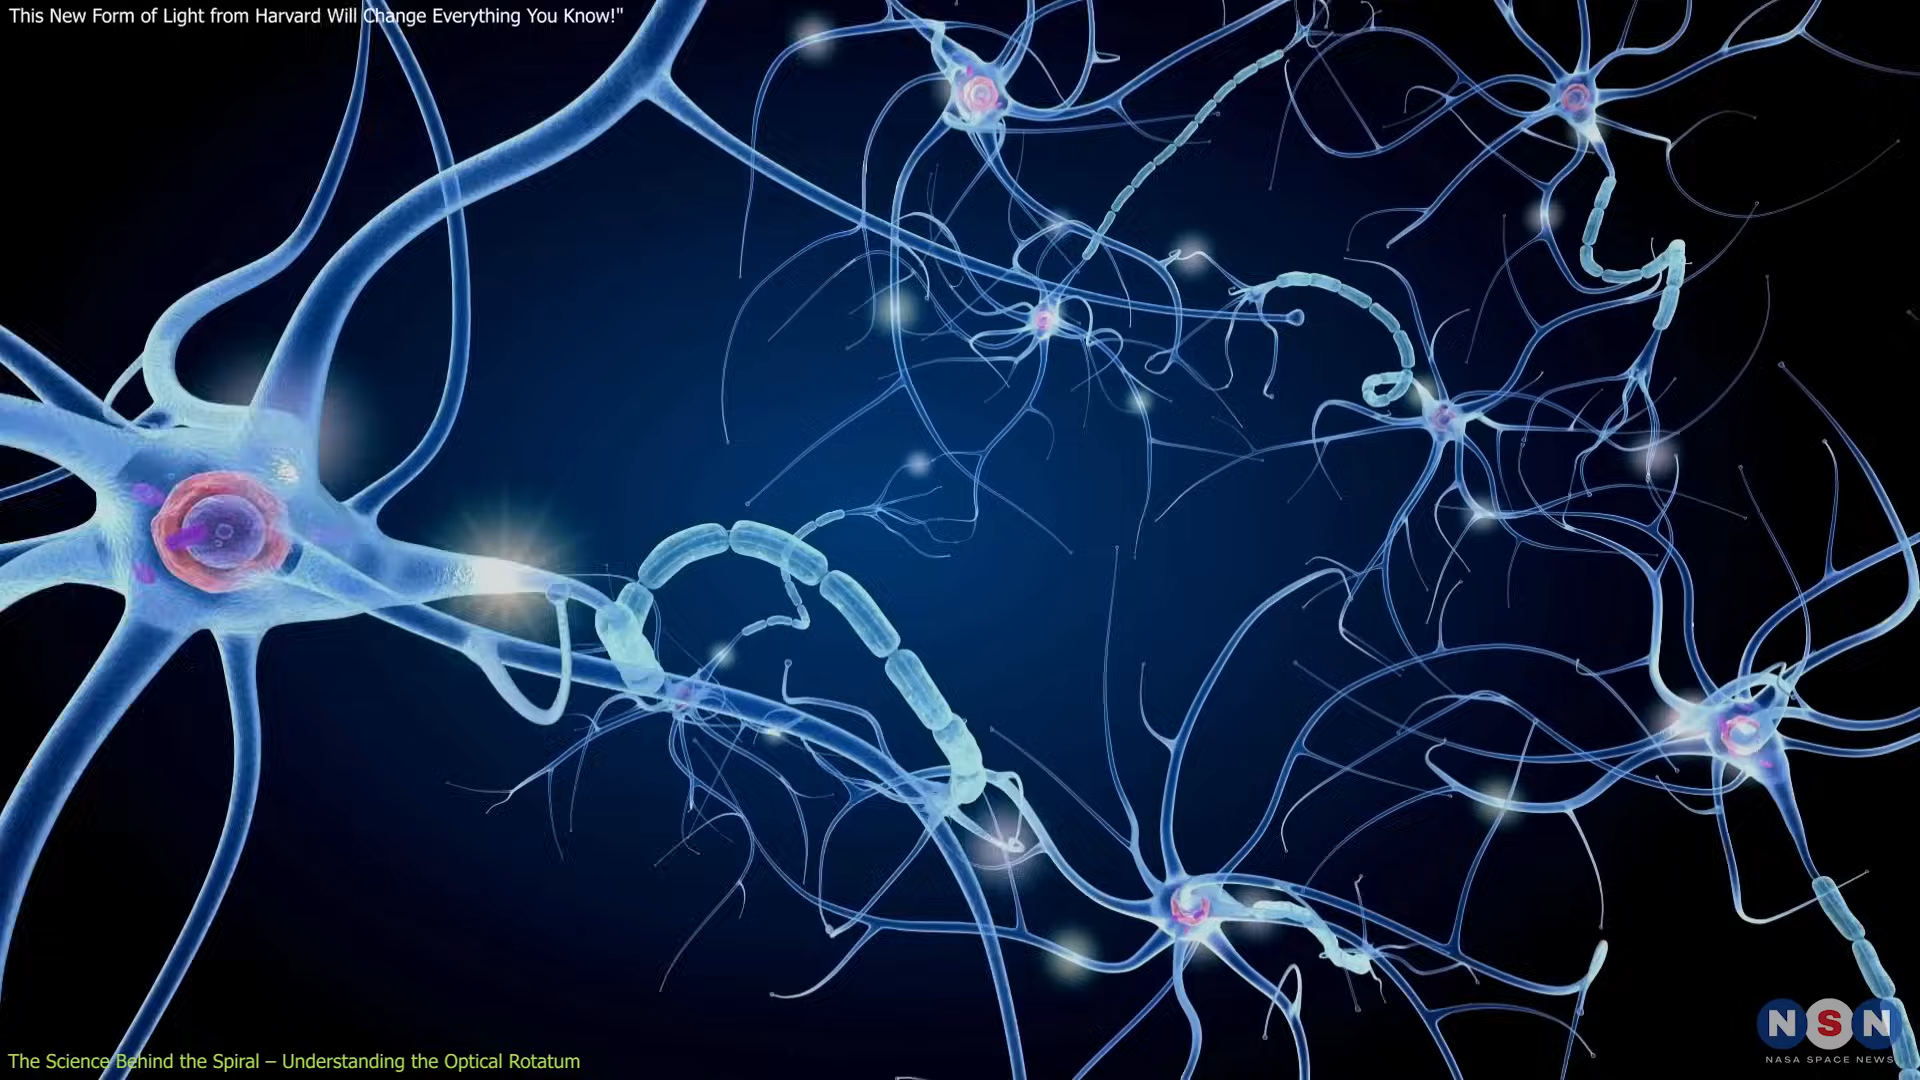 This New Form of Light from Harvard Will Change Everything You Know!"
The Science Behind the Spiral – Understanding the Optical Rotatum
NSN
NASA SPACE NEWS